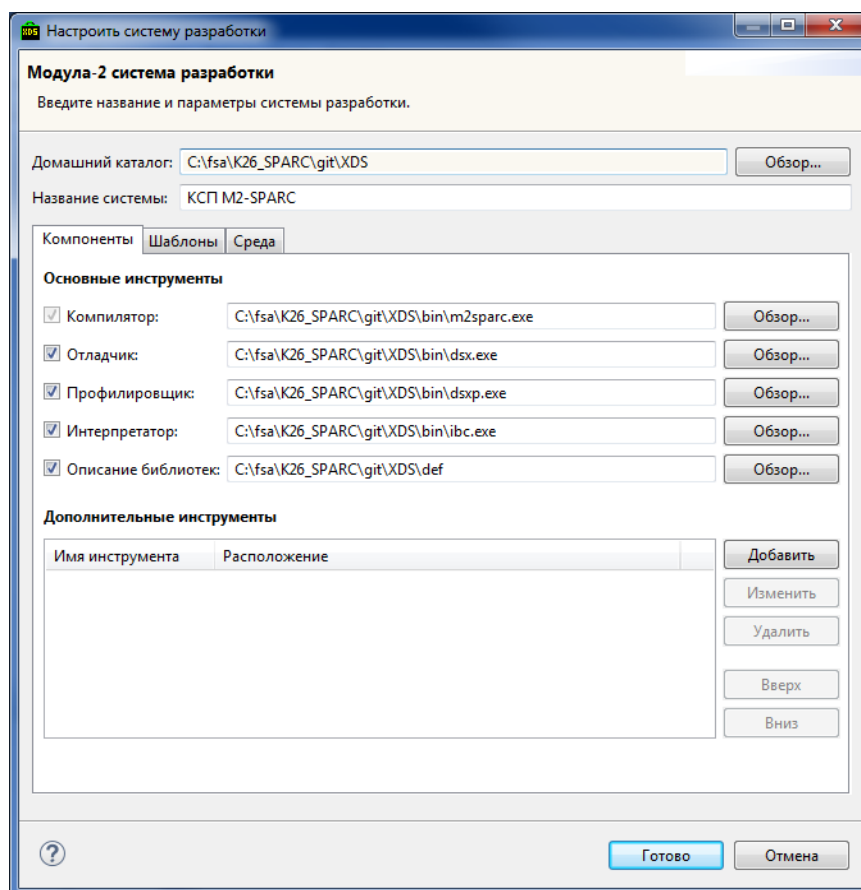 XDS Настроить систему разработки
Модула-2 система разработки
Введите название и параметры системы разработки.
Домашний каталог: C:\fsa\K26_SPARC\git\XDS Обзор...
Название системы: КСП M2-SPARC
Компоненты Шаблоны Среда
Основные инструменты
Компилятор: C:\fsa\K26_SPARC\git\XDS\bin\m2sparc.exe Обзор...
Отладчик: C:\fsa\K26_SPARC\git\XDS\bin\dsx.exe Обзор...
Профилировщик: C:\fsa\K26_SPARC\git\XDS\bin\dsxp.exe Обзор...
Интерпретатор: C:\fsa\K26_SPARC\git\XDS\bin\ibc.exe Обзор...
Описание библиотек: C:\fsa\K26_SPARC\git\XDS\def Обзор...
Дополнительные инструменты
Имя инструмента Расположение Добавить
Изменить
Удалить
Вверх
Вниз
? Готово Отмена